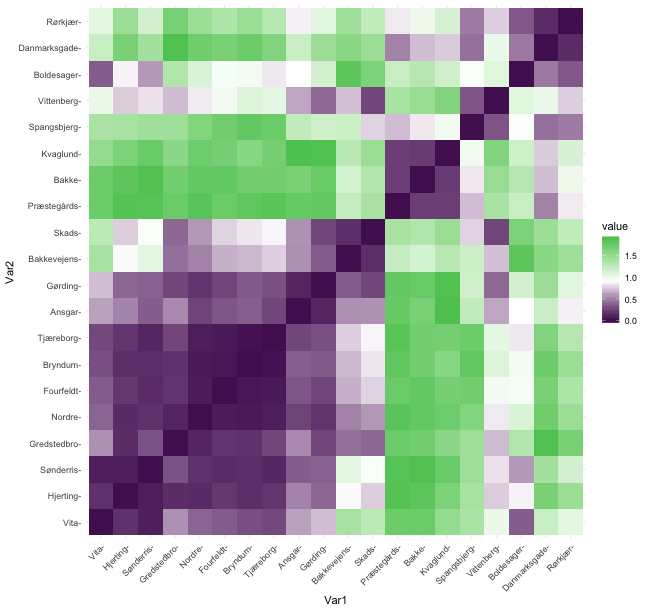 Rørkjær-
Danmarksgade-
Boldesager-
Vittenberg-
Spangsbjerg-
Kvaglund-
Bakke-
Præstegårds-
Skads-
Bakkevejens-
Gørding-
Ansgar-
Tjæreborg-
Bryndum-
Fourfeldt-
Nordre-
Gredstedbro-
Sønderris-
Hjerting-
Vita-
Var2
Vita-
Hjerting-
Sønderris-
Gredstedbro-
Nordre-
Fourfeldt-
Bryndum-
Tjæreborg-
Ansgar-
Gørding-
Bakkevejens-
Skads-
Præstegårds-
Bakke-
Kvaglund-
Spangsbjerg-
Vittenberg-
Boldesager-
Danmarksgade-
Rørkjær-
Var1
value
1.5
1.0
0.5
0.0